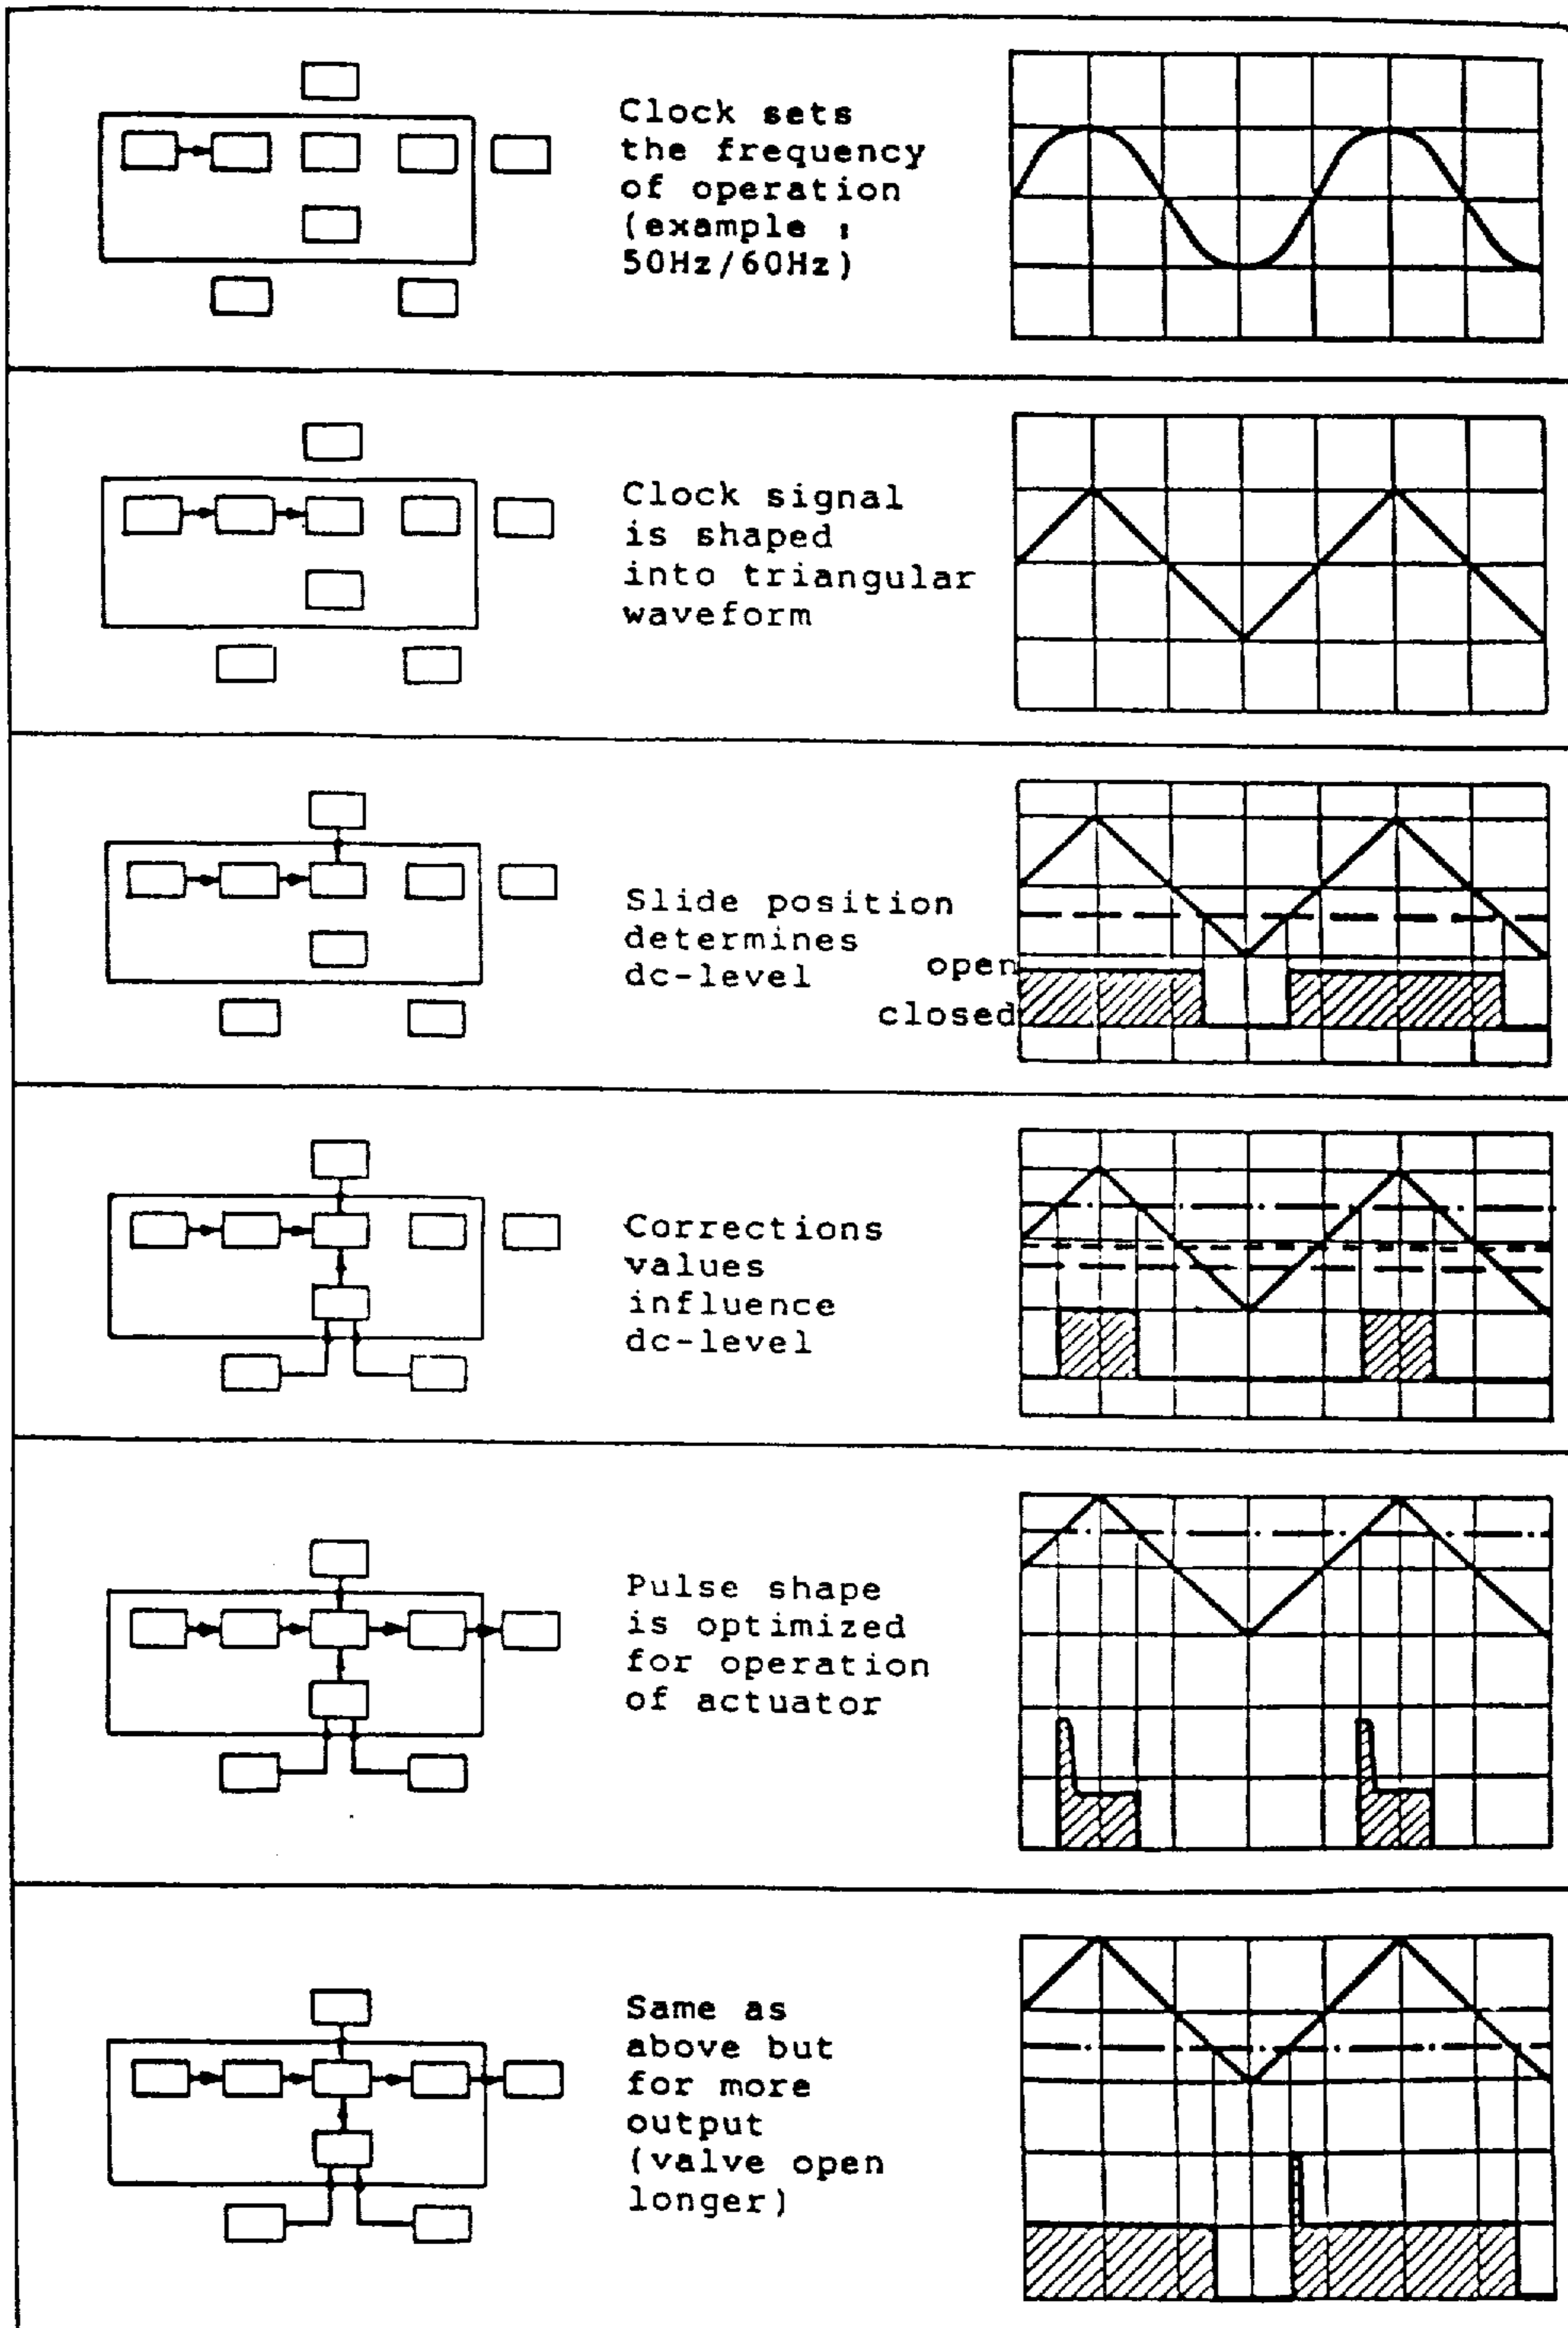 Clock sets
the frequency
of operation
(example :
50Hz/60Hz)
Clock signal
is shaped
into triangular
waveform
Slide position
determines
dc-level
open
closed
Corrections
values
influence
dc-level
Pulse shape
is optimized
for operation
of actuator
Same as
above but
for more
output
(valve open
longer)